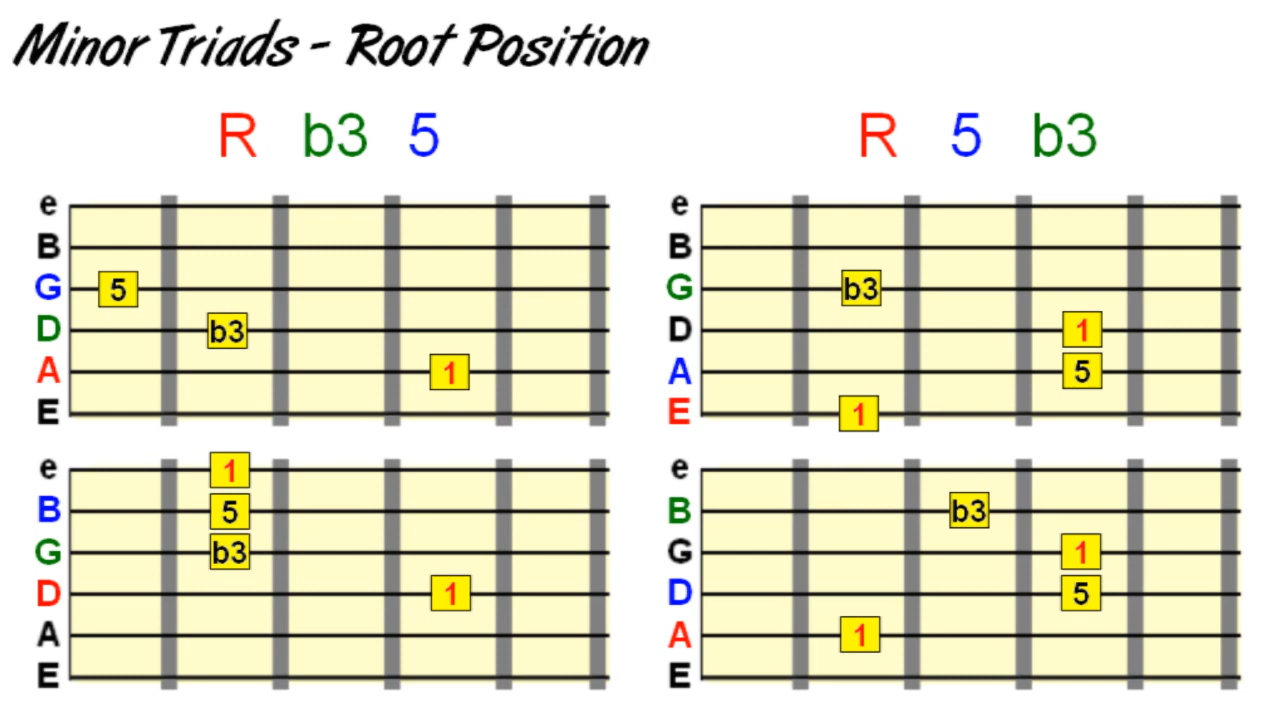 Minor Triads - Root Position
R b3 5
e
B
G 5
D b3
A 1
E
e 1
B 5
G b3
D 1
A
E
R 5 b3
e
B
G b3
D 1
A 5
E 1
e
B b3
G 1
D 5
A 1
E